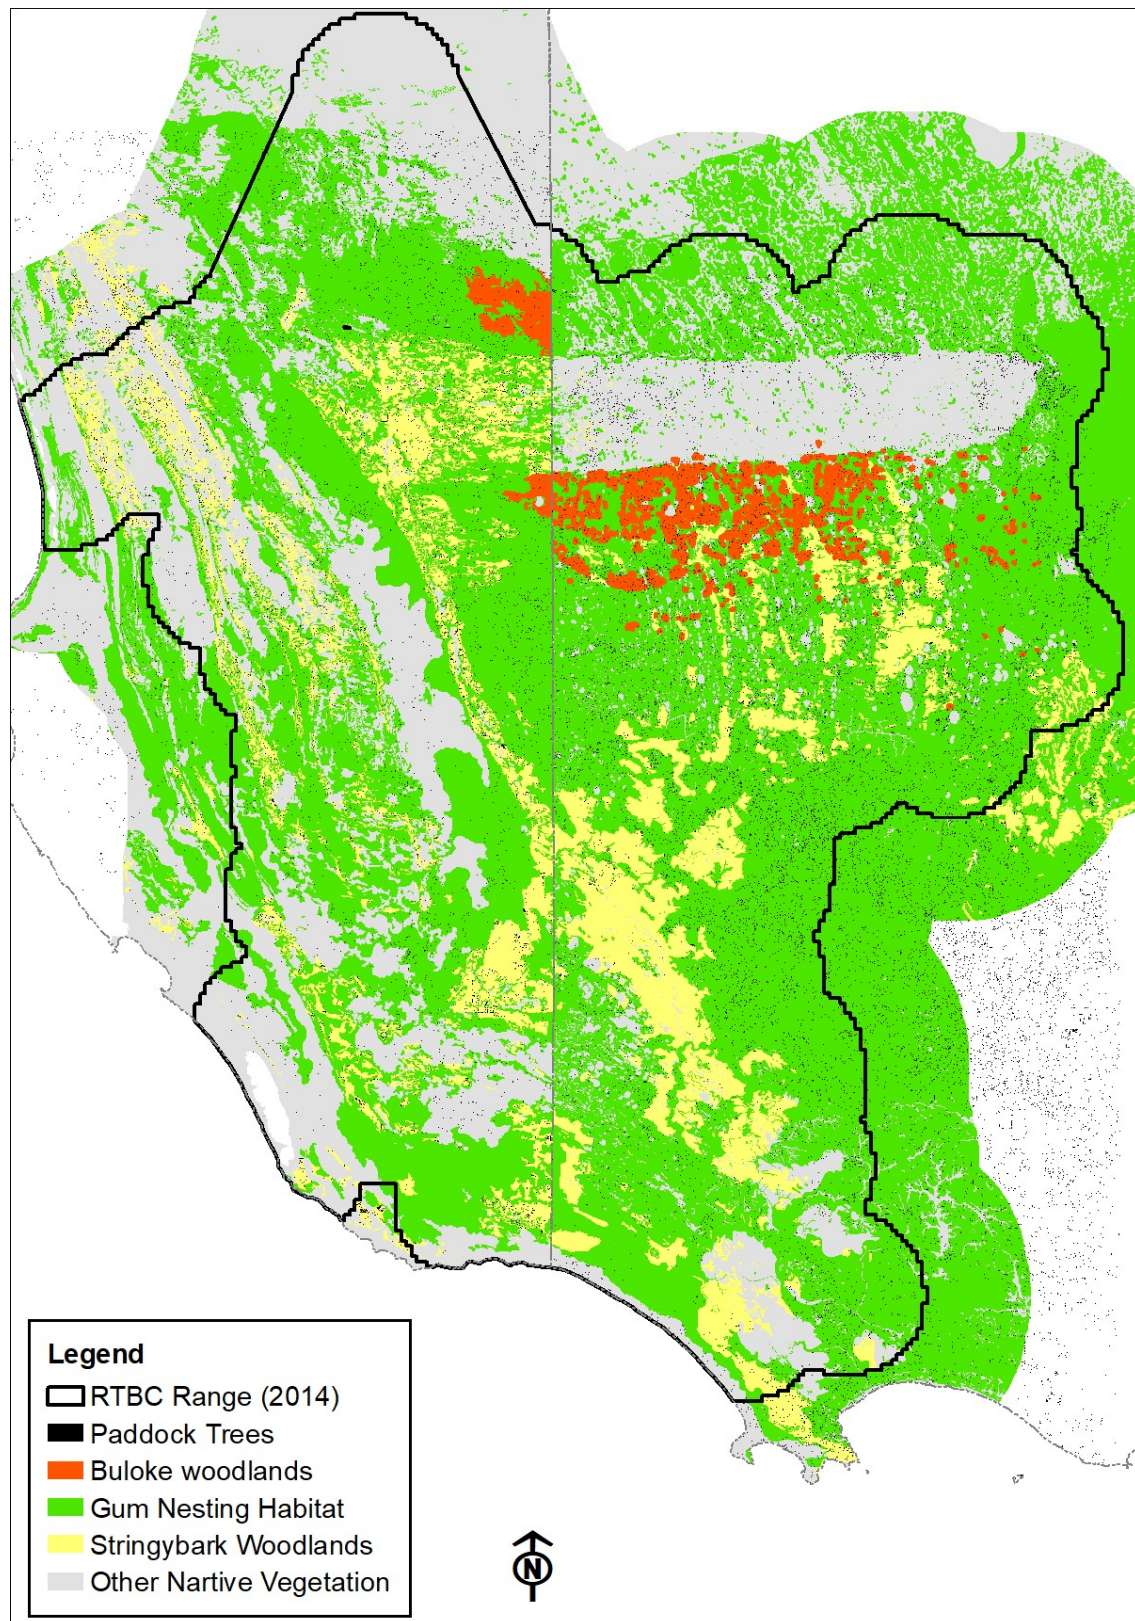 Legend
RTBC Range (2014)
Paddock Trees
Buloke woodlands
Gum Nesting Habitat
Stringybark Woodlands
Other Nartive Vegetation
N